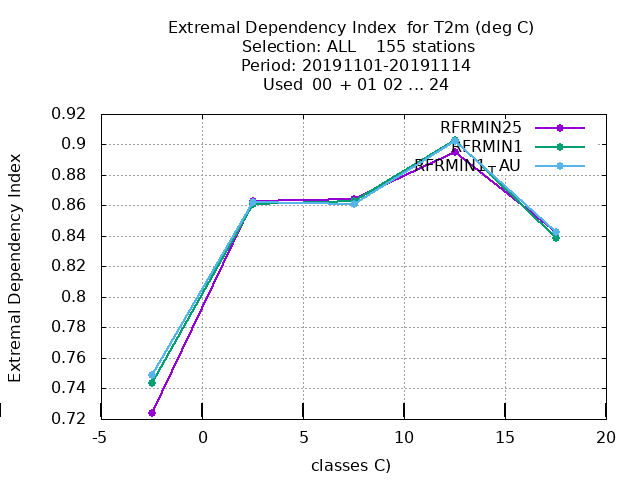 Extremal Dependency Index for T2m (deg C)
Selection: ALL 155 stations
Period: 20191101-20191114
Used 00 + 01 02 ... 24
RFRMIN25
RFRMIN1
RFRMIN1TAU
Extremal Dependency Index
0.92
0.9
0.88
0.86
0.84
0.82
0.8
0.78
0.76
0.74
0.72
-5
0
5
10
15
20
classes C)